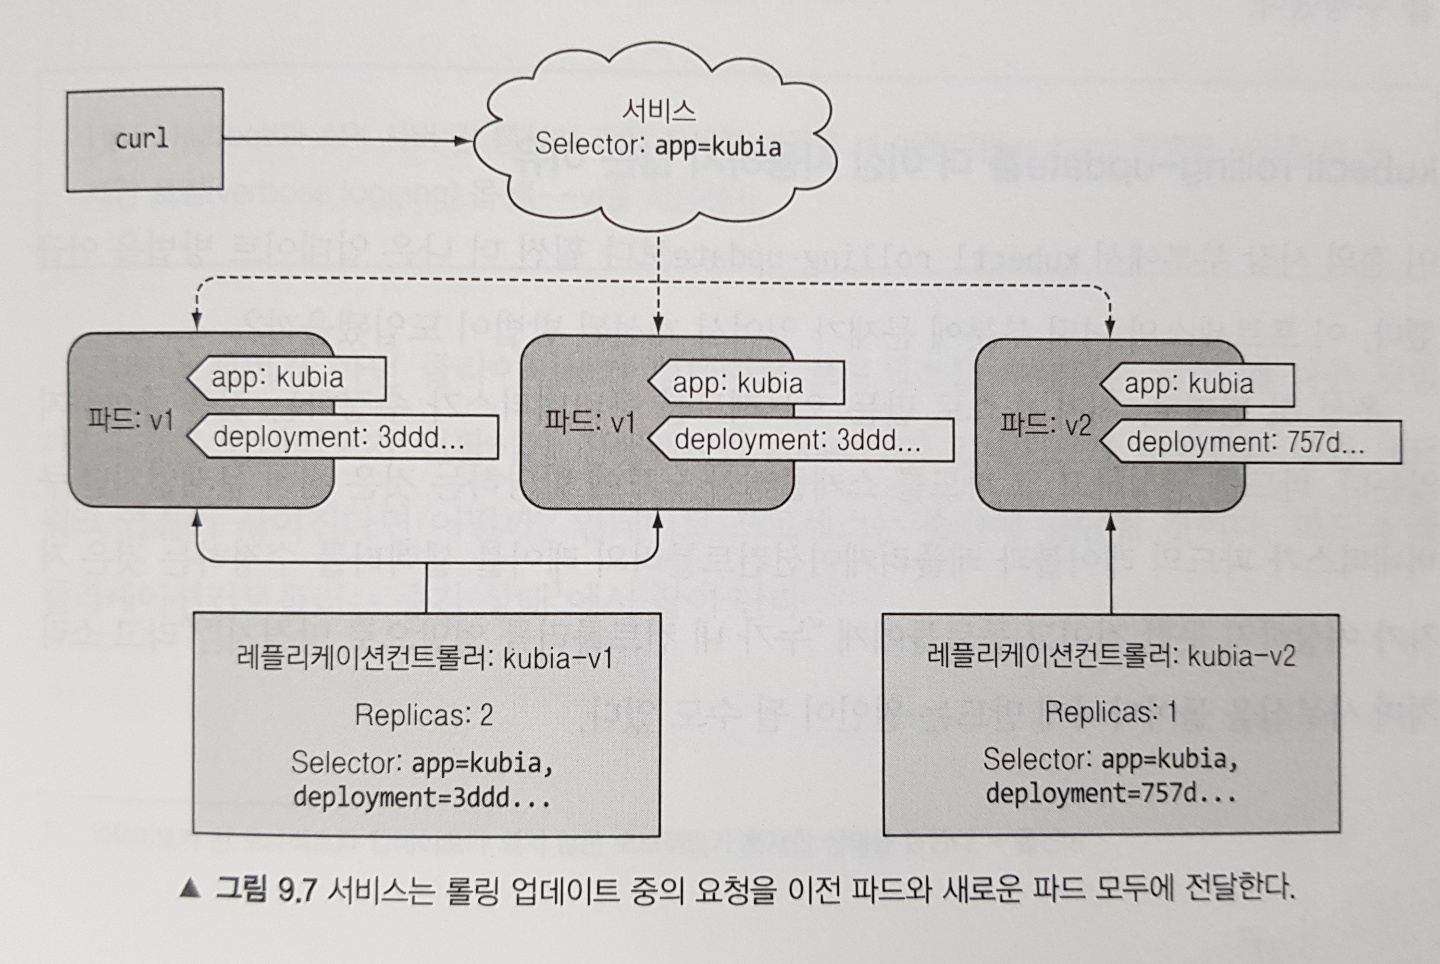 curl
서비스
Selector: app=kubia
파드: v1
app: kubia
deployment: 3ddd...
파드: v1
app: kubia
deployment: 3ddd...
파드: v2
app: kubia
deployment: 757d...
레플리케이션컨트롤러: kubia-v1
Replicas: 2
Selector: app=kubia,
deployment=3ddd...
레플리케이션컨트롤러: kubia-v2
Replicas: 1
Selector: app=kubia,
deployment=757d...
▲ 그림 9.7 서비스는 롤링 업데이트 중의 요청을 이전 파드와 새로운 파드 모두에 전달한다.